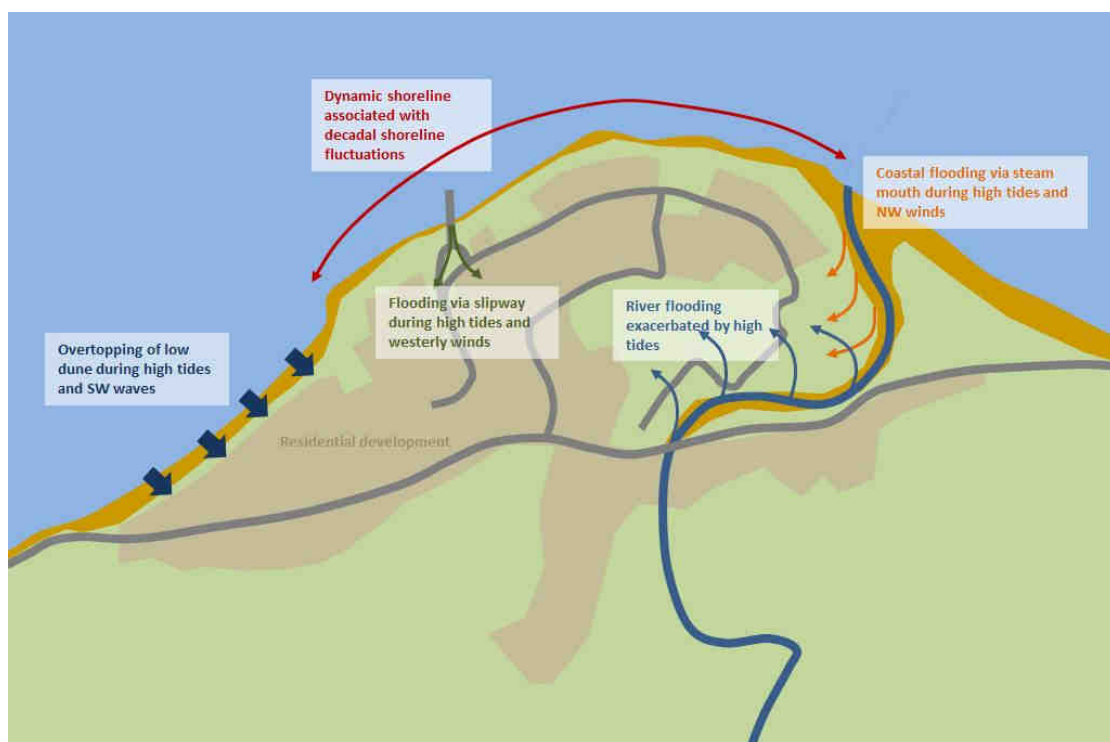 Dynamic shoreline
associated with
decadal shoreline
fluctuations
Coastal flooding via steam
mouth during high tides and
NW winds
Flooding via slipway
during high tides and
westerly winds
River flooding
exacerbated by high
tides
Overtopping of low
dune during high tides
and SW waves
Residential development